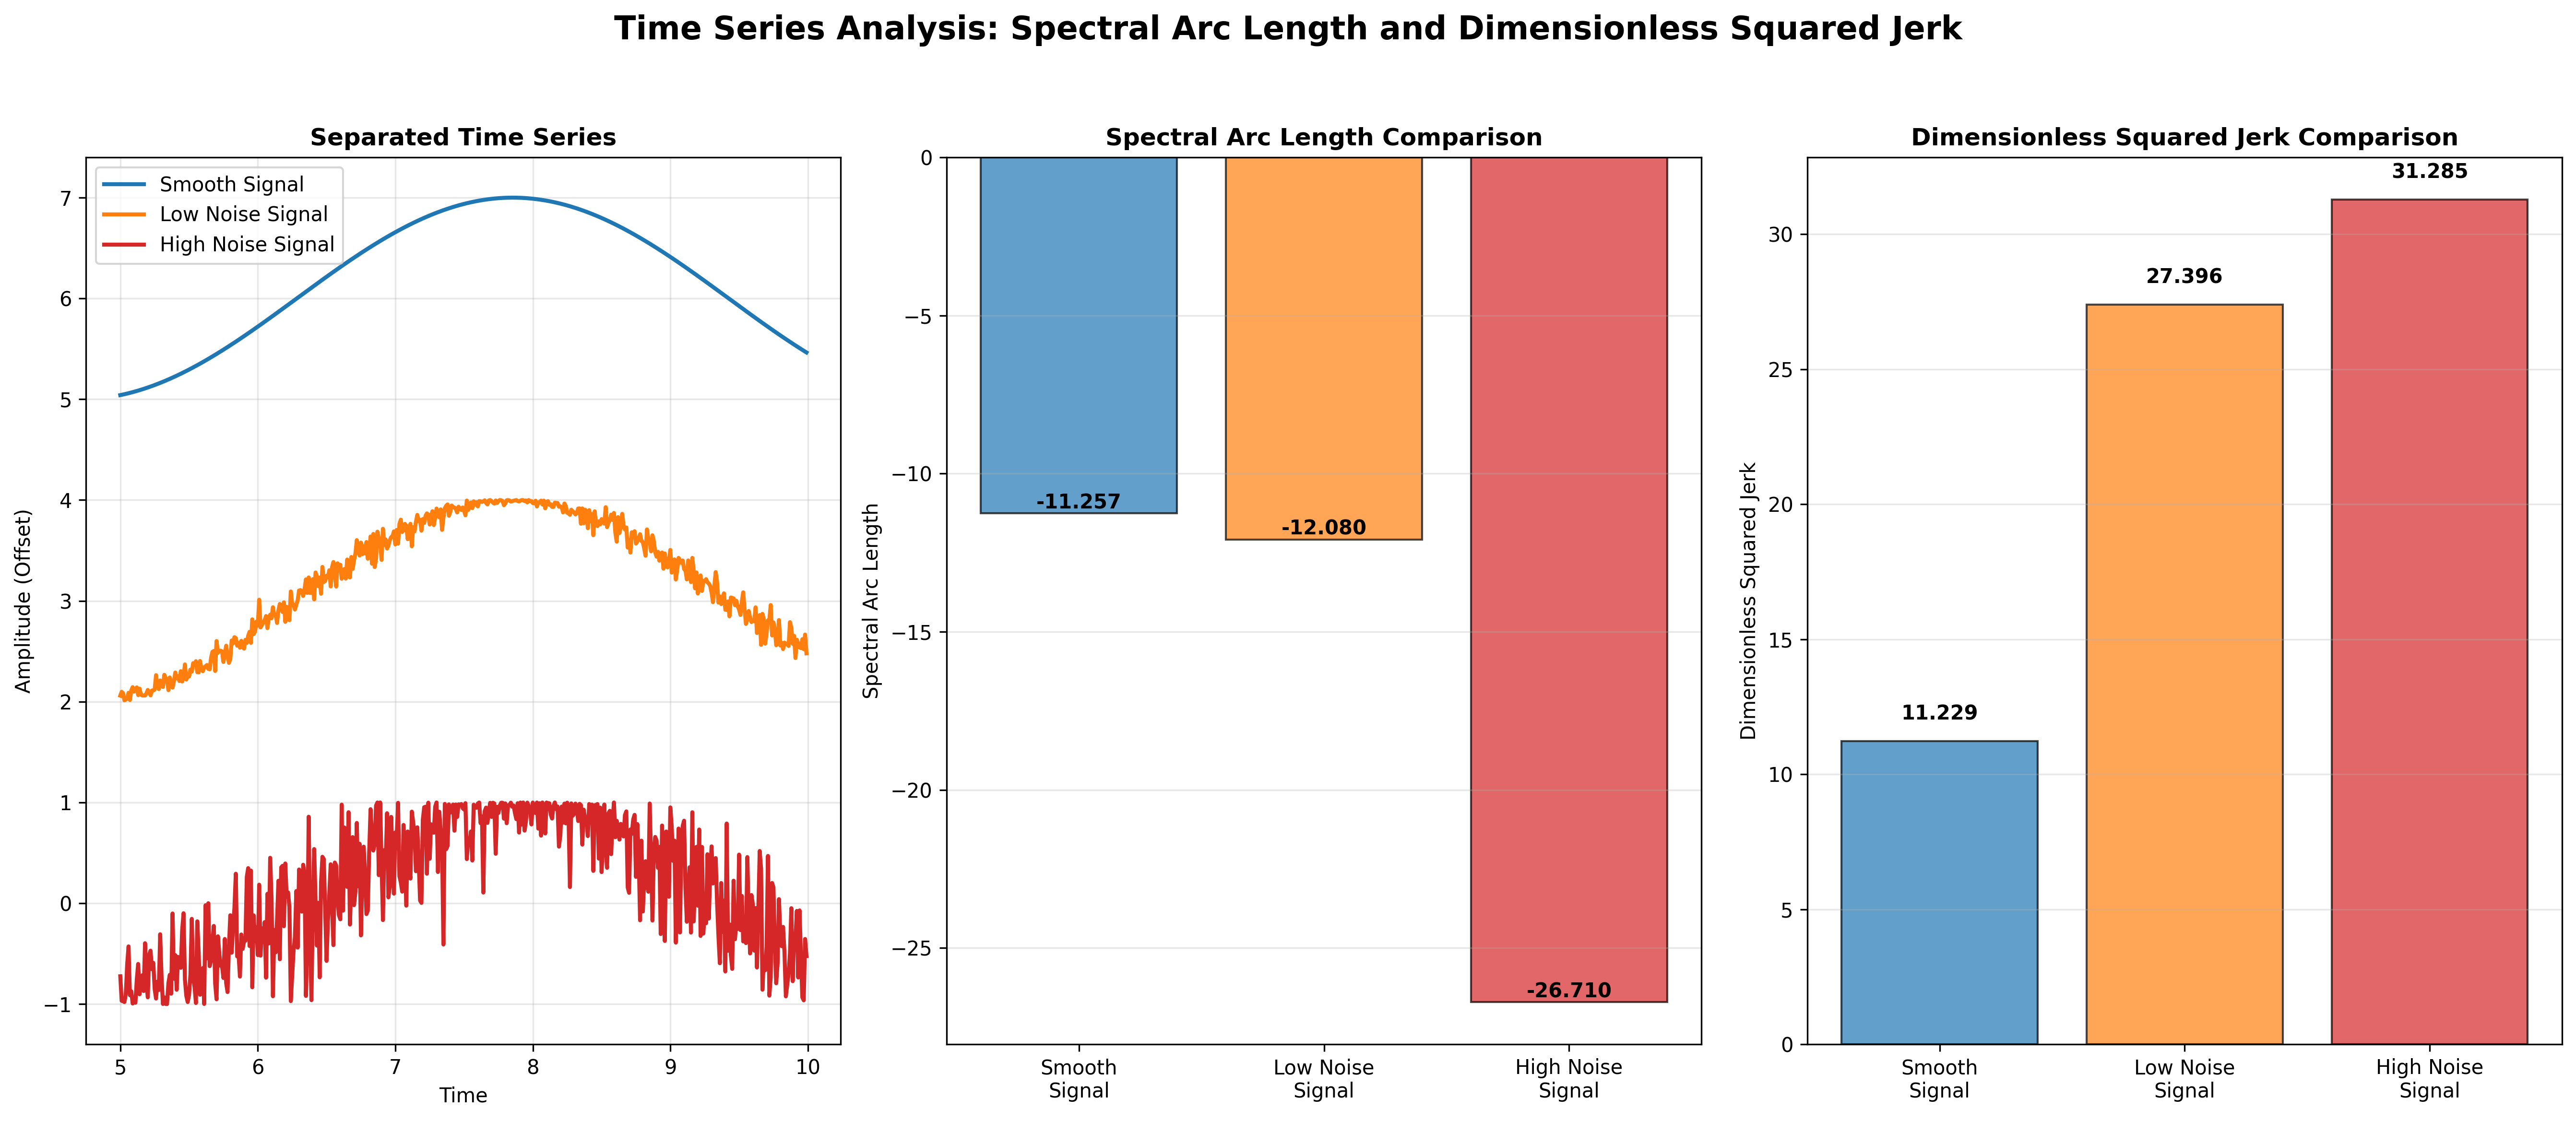 Time Series Analysis: Spectral Arc Length and Dimensionless Squared Jerk
Separated Time Series
Smooth Signal
Low Noise Signal
High Noise Signal
Amplitude (Offset)
7
6
5
4
3
2
1
0
−1
5
6
7
8
9
10
Time
Spectral Arc Length Comparison
Spectral Arc Length
0
−5
−10
−15
−20
−25
-11.257
-12.080
-26.710
Smooth
Signal
Low Noise
Signal
High Noise
Signal
Dimensionless Squared Jerk Comparison
Dimensionless Squared Jerk
30
25
20
15
10
5
0
11.229
27.396
31.285
Smooth
Signal
Low Noise
Signal
High Noise
Signal